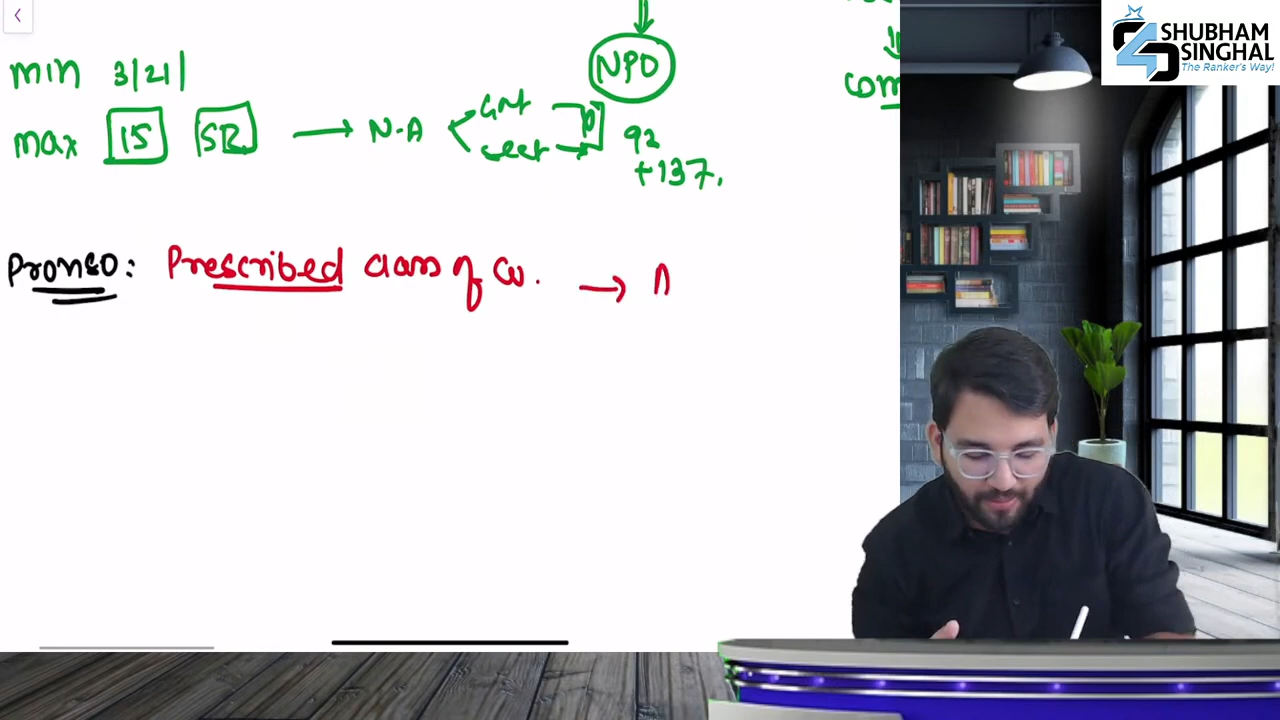 SHUBHAM
SINGHAL
The Ranker's Way!
NPO
com
min 3/2/1
max 15 SR → N.A Gnt
sect 92
+137.
Proviso: Prescribed class of co. →